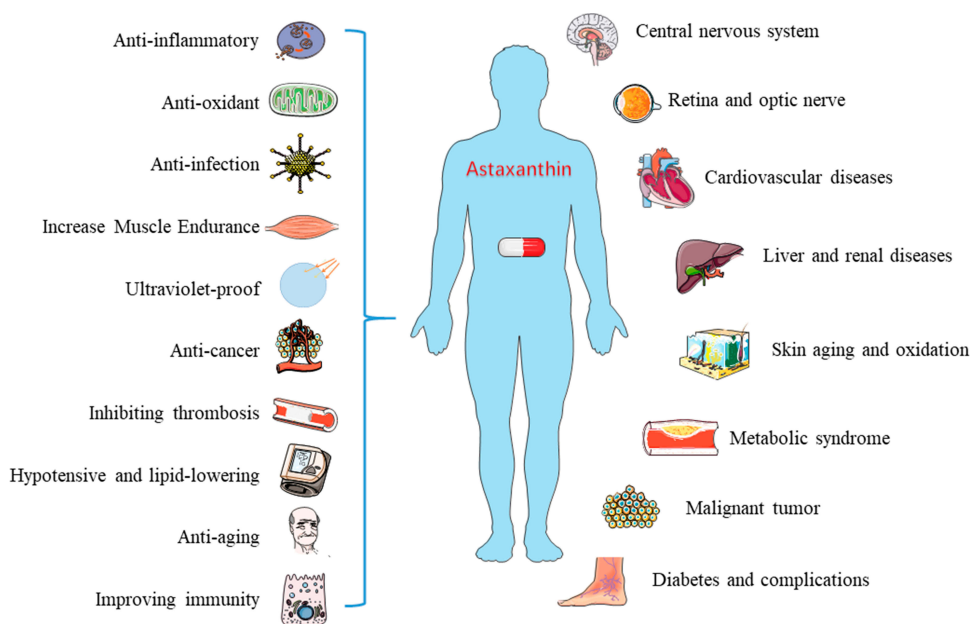 Anti-inflammatory
Anti-oxidant
Anti-infection
Increase Muscle Endurance
Ultraviolet-proof
Anti-cancer
Inhibiting thrombosis
Hypotensive and lipid-lowering
Anti-aging
Improving immunity
Astaxanthin
Central nervous system
Retina and optic nerve
Cardiovascular diseases
Liver and renal diseases
Skin aging and oxidation
Metabolic syndrome
Malignant tumor
Diabetes and complications